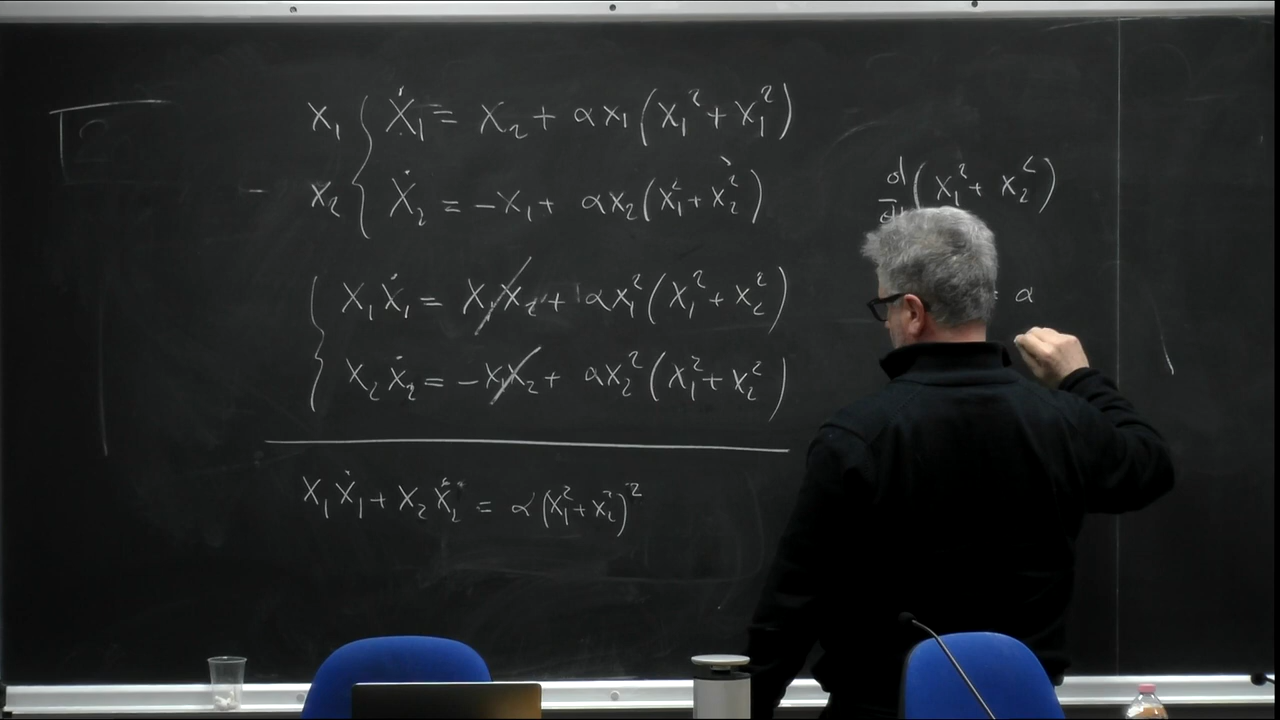 x₁ { ẋ₁ = x₂ + αx₁(x₁² + x₁²)
x₂ { ẋ₂ = -x₁ + αx₂(x₁² + x₂²)
{ x₁ẋ₁ = x₁x₂ + αx₁²(x₁² + x₂²)
{ x₂ẋ₂ = -x₁x₂ + αx₂²(x₁² + x₂²)
x₁ẋ₁ + x₂ẋ₂ = α(x₁² + x₂²)²
d/dt (x₁² + x₂²)
= α